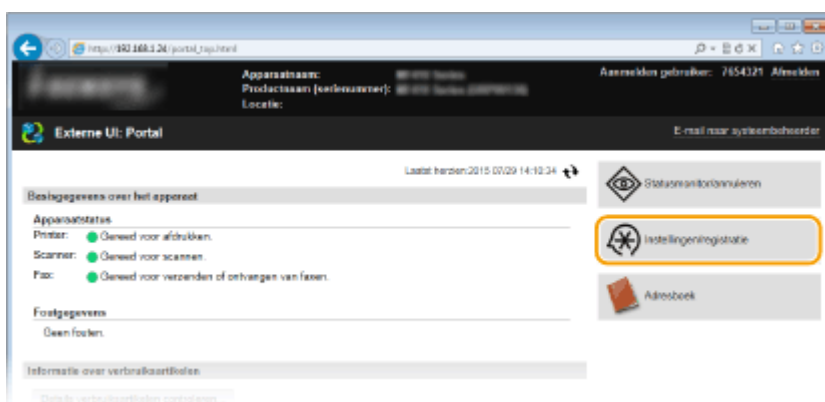 http://192.168.1.24/portal_top.html
Apparaatnaam:
Productnaam (serienummer):
Locatie:
Aanmelden gebruiker: 7654321 Afmelden
Externe UI: Portal
E-mail naar systeembeheerder
Laatst herzien:2015 07/29 14:10:34
Basisgegevens over het apparaat
Apparaatstatus
Printer: Gereed voor afdrukken.
Scanner: Gereed voor scannen.
Fax: Gereed voor verzenden of ontvangen van faxen.
Foutgegevens
Geen fouten.
Informatie over verbruiksartikelen
Details verbruiksartikelen controleren...
Statusmonitor/annuleren
Instellingen/registratie
Adresboek